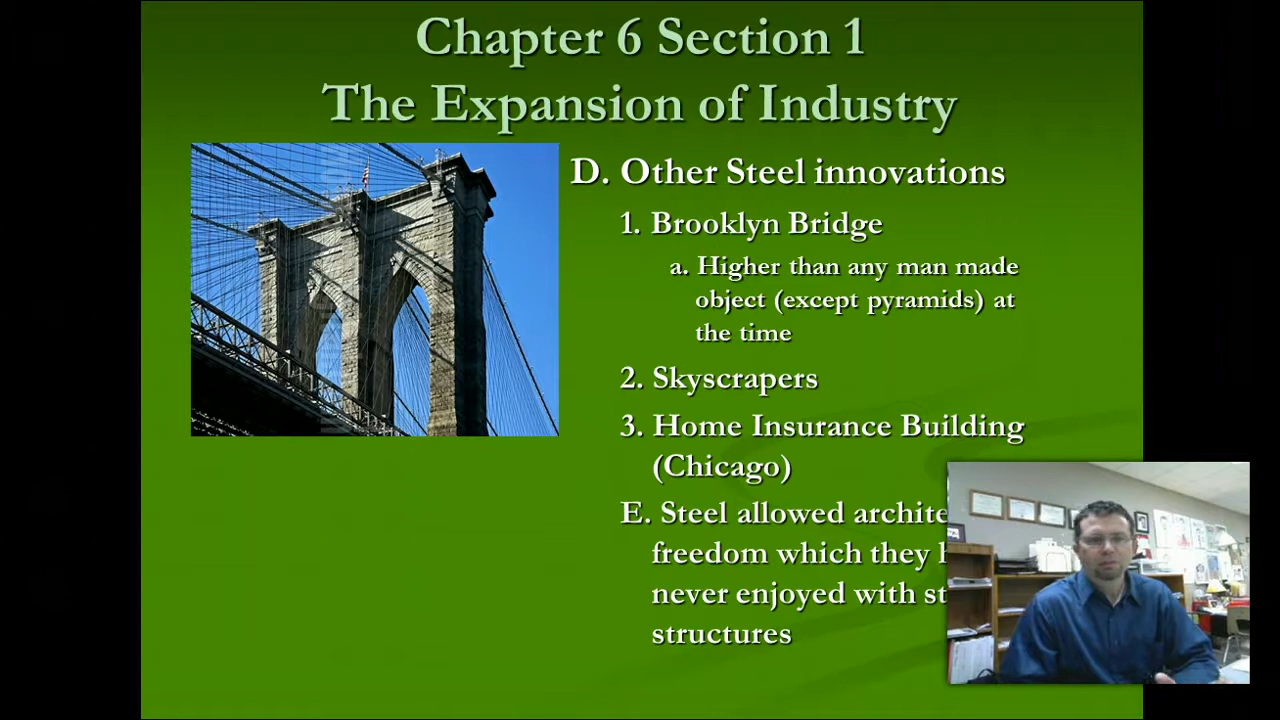 Chapter 6 Section 1
The Expansion of Industry
D. Other Steel innovations
1. Brooklyn Bridge
a. Higher than any man made
object (except pyramids) at
the time
2. Skyscrapers
3. Home Insurance Building
(Chicago)
E. Steel allowed
freedom which they
never enjoyed with
structures